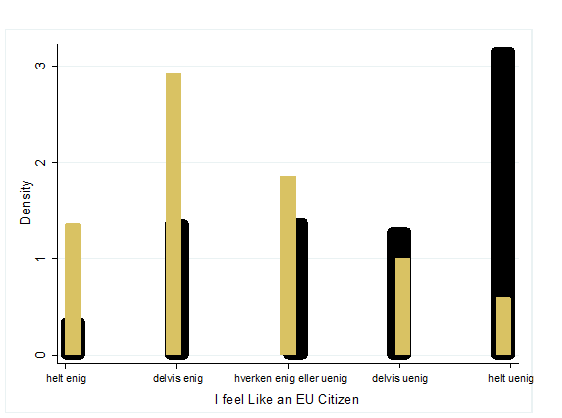 3
2
1
0
Density
helt enig
delvis enig
hverken enig eller uenig
delvis uenig
helt uenig
I feel Like an EU Citizen